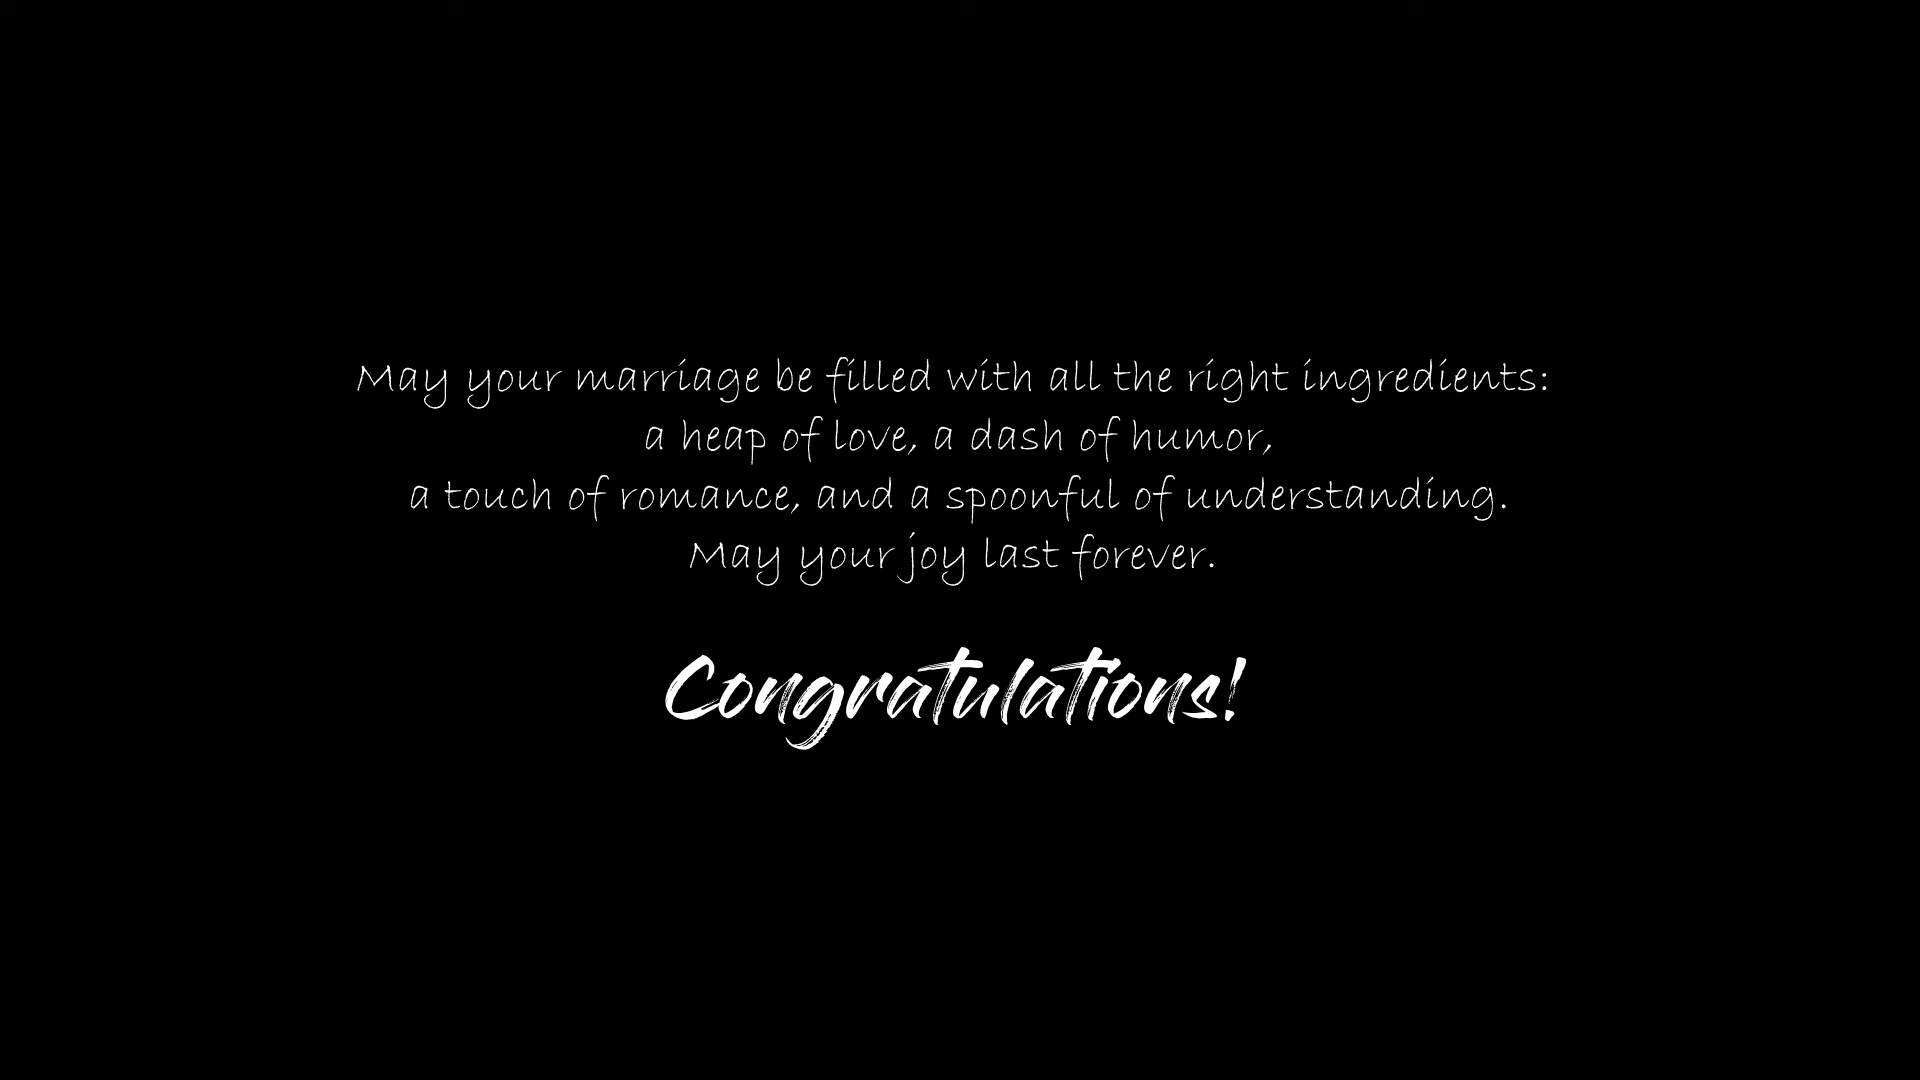 May your marriage be filled with all the right ingredients:
a heap of love, a dash of humor,
a touch of romance, and a spoonful of understanding.
May your joy last forever.
Congratulations!